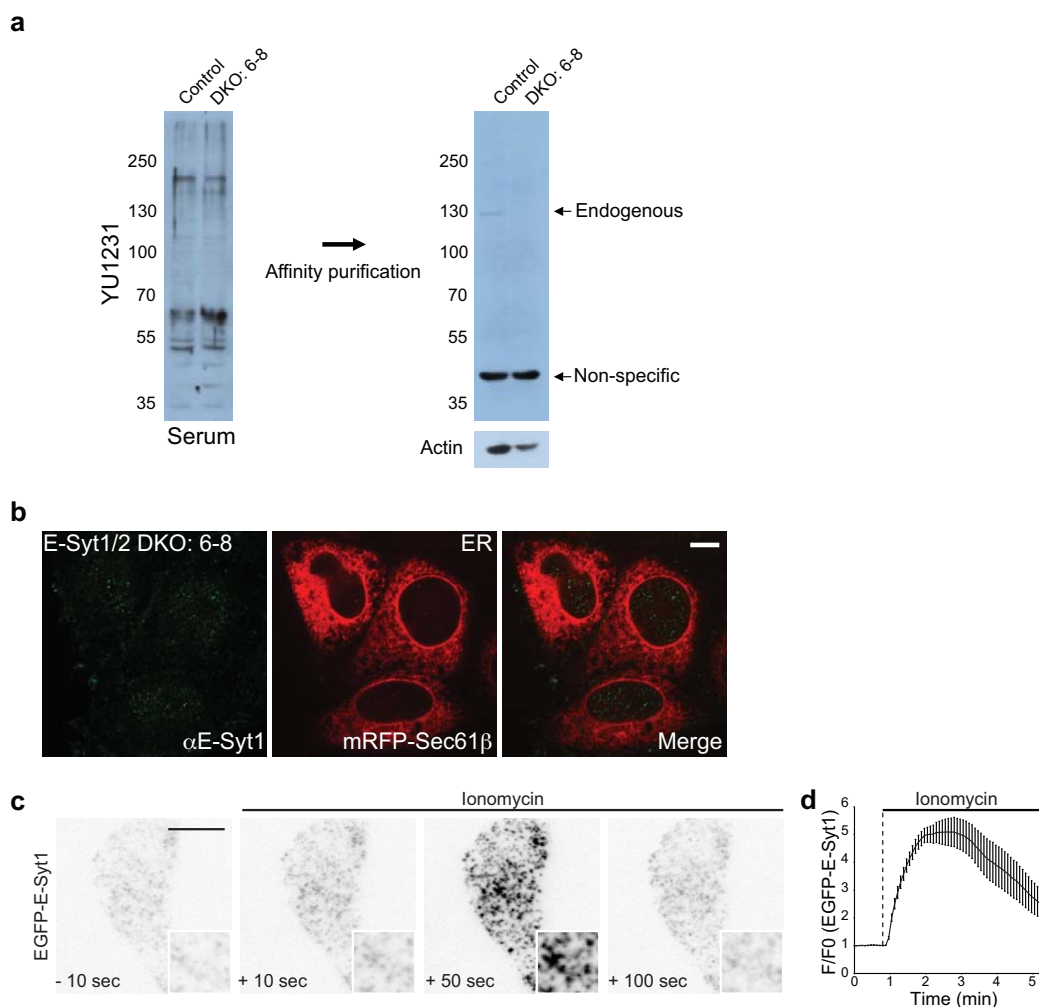 a
Control
DKO: 6-8
YU1231
250
130
100
70
55
35
Serum
Affinity purification
Control
DKO: 6-8
250
130
100
70
55
35
Endogenous
Non-specific
Actin
b
E-Syt1/2 DKO: 6-8
αE-Syt1
ER
mRFP-Sec61β
Merge
c
Ionomycin
EGFP-E-Syt1
- 10 sec
+ 10 sec
+ 50 sec
+ 100 sec
d
Ionomycin
F/F0 (EGFP-E-Syt1)
6
5
4
3
2
1
0
1
2
3
4
5
Time (min)